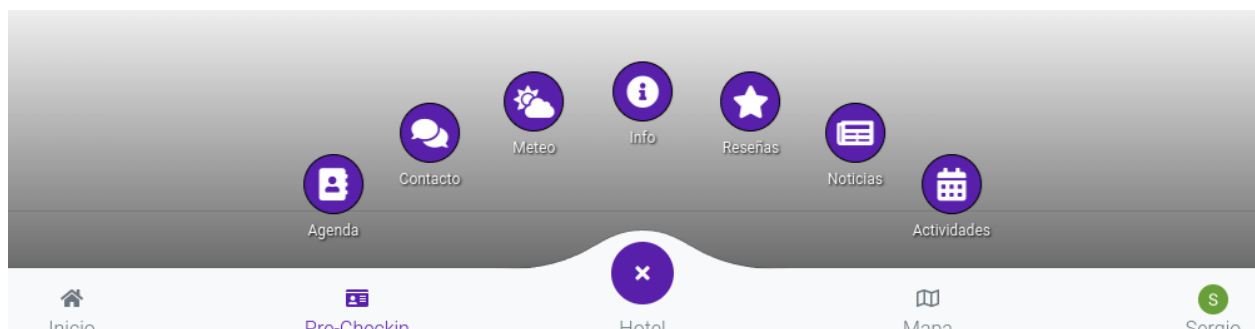 Info
Meteo
Reseñas
Contacto
Noticias
Agenda
Actividades
S
Inicio
Pre-Checkin
Hotel
Mapa
Sergio